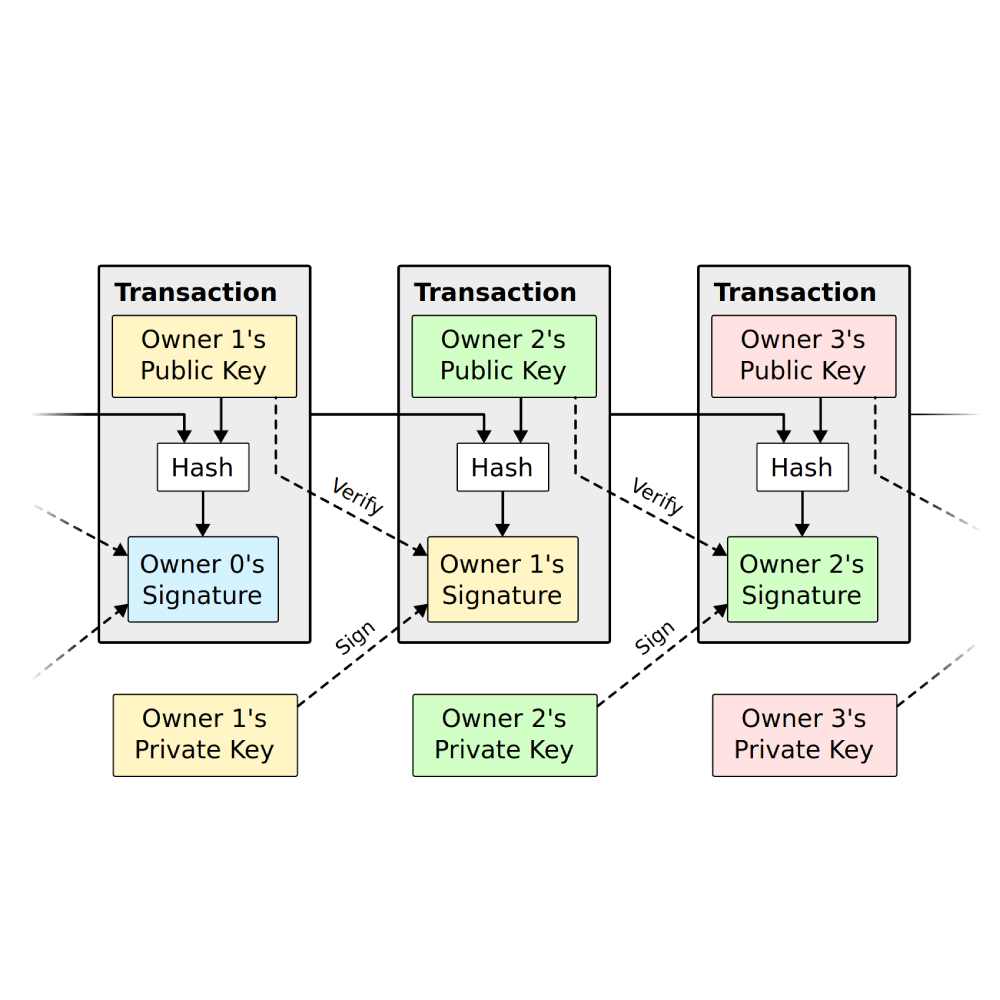 Transaction
Owner 1's
Public Key
Hash
Owner 0's
Signature
Transaction
Owner 2's
Public Key
Hash
Verify
Owner 1's
Signature
Sign
Transaction
Owner 3's
Public Key
Hash
Verify
Owner 2's
Signature
Sign
Owner 1's
Private Key
Owner 2's
Private Key
Owner 3's
Private Key